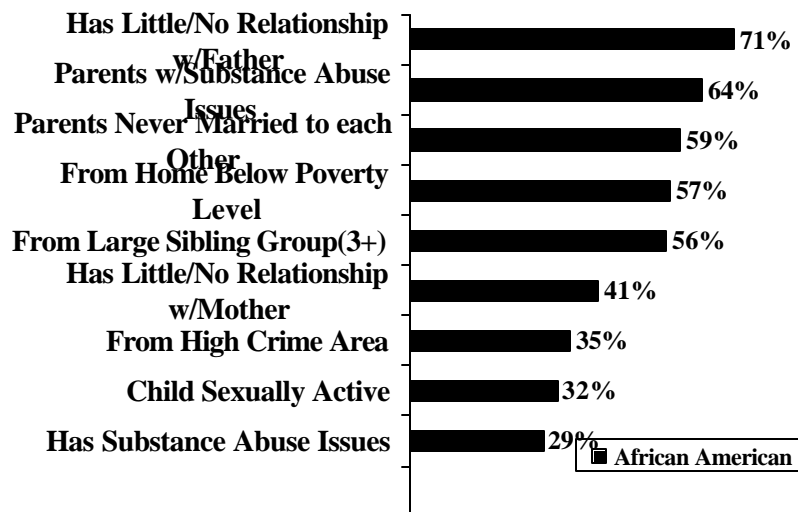 Has Little/No Relationship
w/Father
71%
Parents w/Substance Abuse
Issues
64%
Parents Never Married to each
Other
59%
From Home Below Poverty
Level
57%
From Large Sibling Group(3+)
56%
Has Little/No Relationship
w/Mother
41%
From High Crime Area
35%
Child Sexually Active
32%
Has Substance Abuse Issues
29%
African American